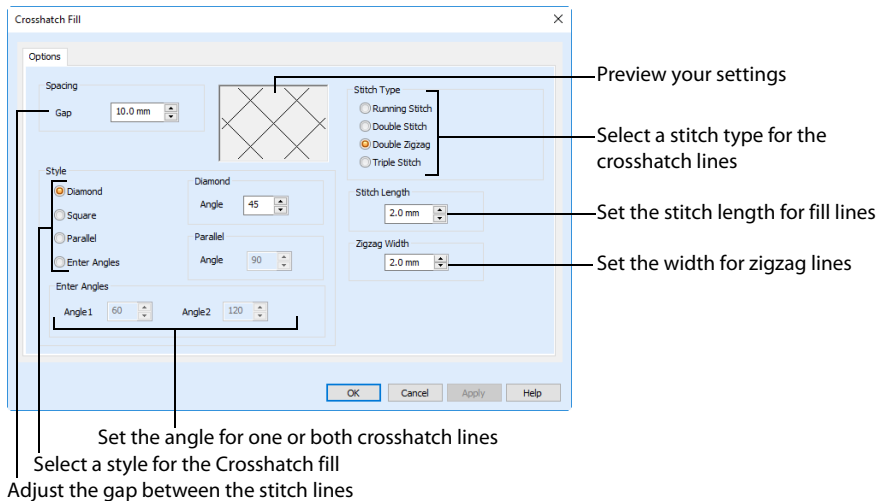 Crosshatch Fill
Options
Spacing
Gap 10.0 mm
Stitch Type
Running Stitch
Double Stitch
Double Zigzag
Triple Stitch
Style
Diamond
Square
Parallel
Enter Angles
Diamond
Angle 45
Parallel
Angle 90
Enter Angles
Angle1 60 Angle2 120
Stitch Length
2.0 mm
Zigzag Width
2.0 mm
OK Cancel Apply Help
Preview your settings
Select a stitch type for the
crosshatch lines
Set the stitch length for fill lines
Set the width for zigzag lines
Set the angle for one or both crosshatch lines
Select a style for the Crosshatch fill
Adjust the gap between the stitch lines